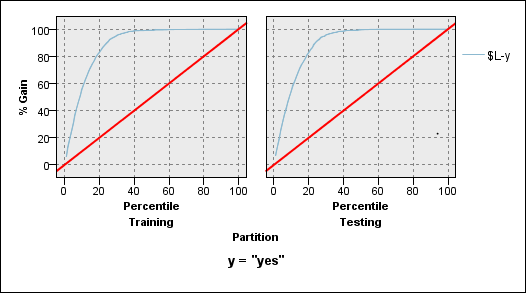 % Gain
100
80
60
40
20
0
0 20 40 60 80 100
0 20 40 60 80 100
Percentile
Training
Percentile
Testing
$L-y
Partition
y = "yes"